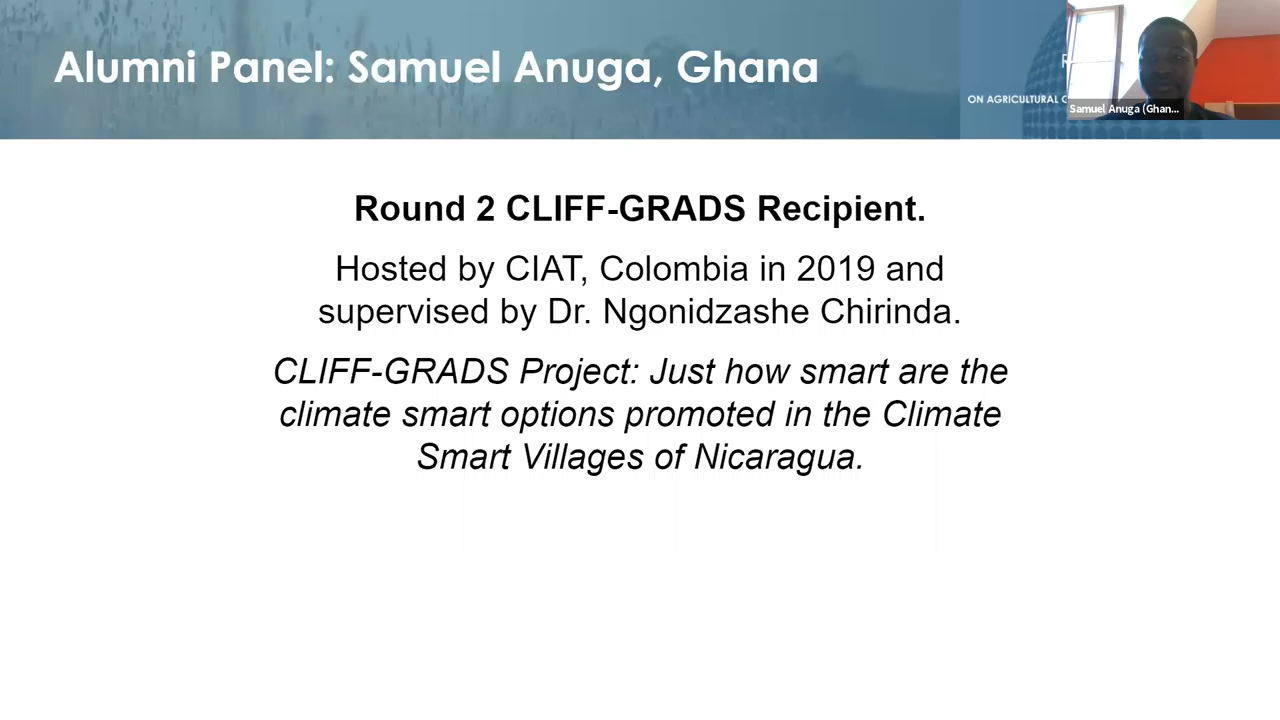 Alumni Panel: Samuel Anuga, Ghana
R
ON AGRICULTURAL G
Samuel Anuga (Ghan...
Round 2 CLIFF-GRADS Recipient.
Hosted by CIAT, Colombia in 2019 and
supervised by Dr. Ngonidzashe Chirinda.
CLIFF-GRADS Project: Just how smart are the
climate smart options promoted in the Climate
Smart Villages of Nicaragua.